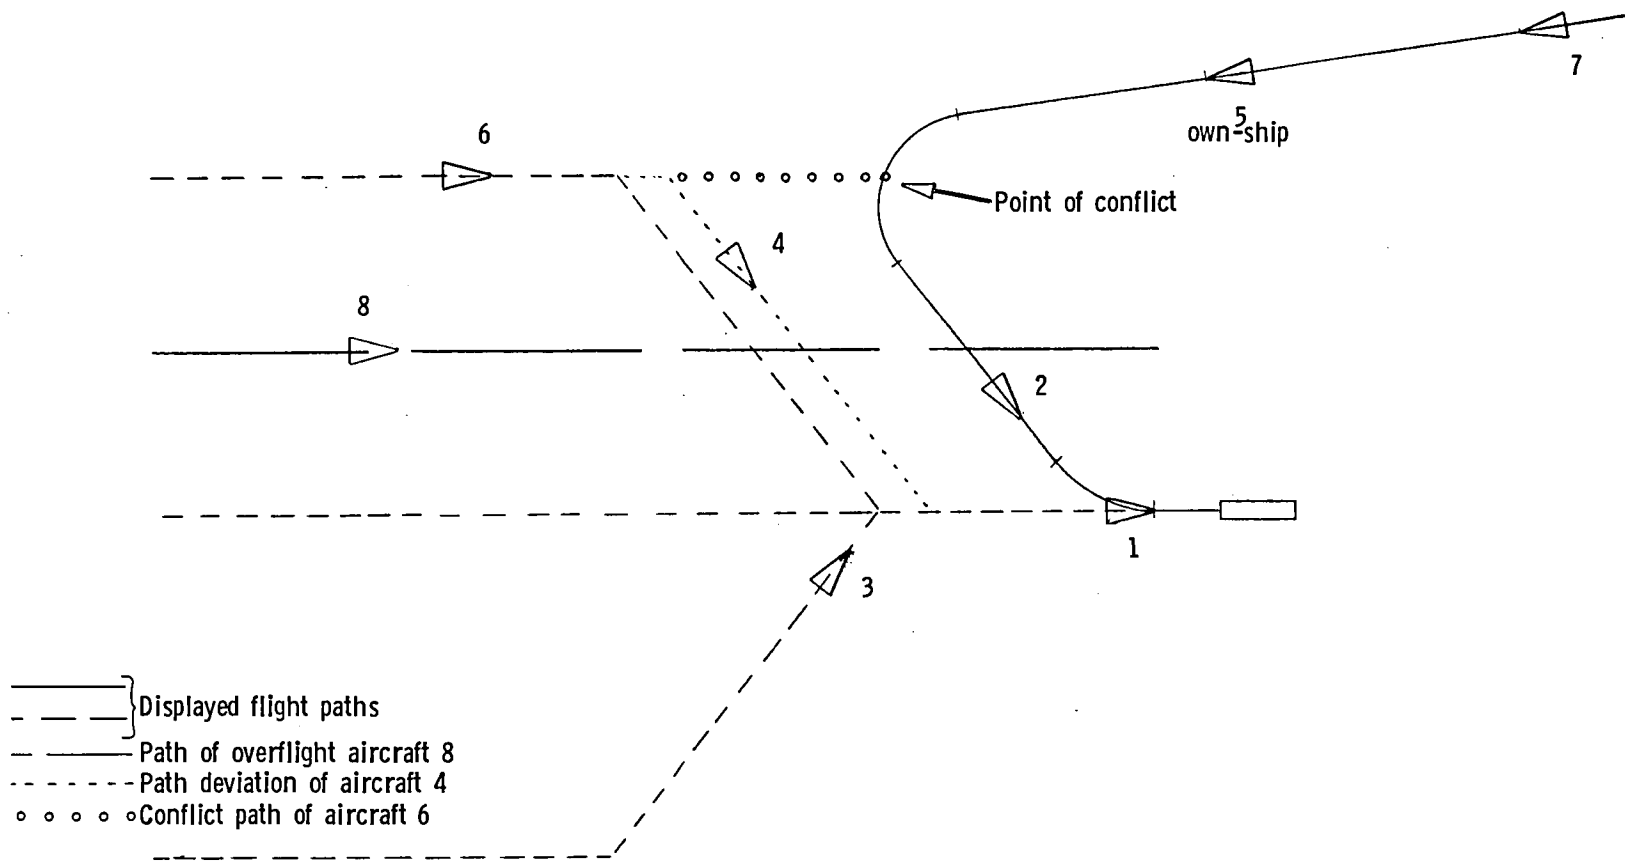 7
5
own-ship
6
Point of conflict
4
8
2
1
3
Displayed flight paths
Path of overflight aircraft 8
Path deviation of aircraft 4
Conflict path of aircraft 6